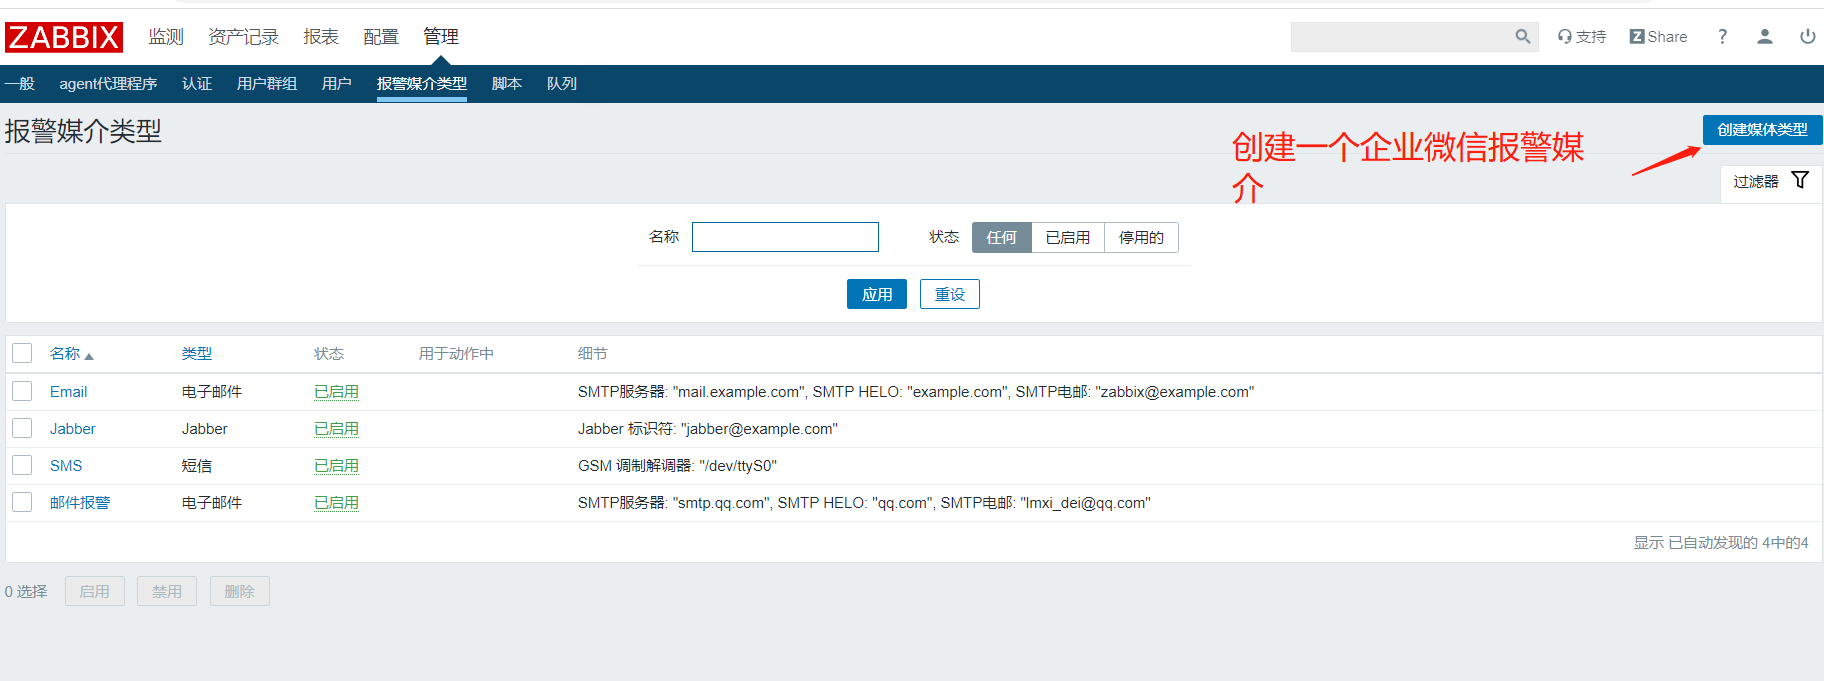 ZABBIX 监测 资产记录 报表 配置 管理 支持 Z Share ?
一般 agent代理程序 认证 用户群组 用户 报警媒介类型 脚本 队列
报警媒介类型
创建媒体类型
创建一个企业微信报警媒
介
过滤器
名称 状态 任何 已启用 停用的
应用 重设
名称 类型 状态 用于动作中 细节
Email 电子邮件 已启用 SMTP服务器: "mail.example.com", SMTP HELO: "example.com", SMTP电邮: "zabbix@example.com"
Jabber Jabber 已启用 Jabber 标识符: "jabber@example.com"
SMS 短信 已启用 GSM 调制解调器: "/dev/ttyS0"
邮件报警 电子邮件 已启用 SMTP服务器: "smtp.qq.com", SMTP HELO: "qq.com", SMTP电邮: "lmxi_dei@qq.com"
显示 已自动发现的 4中的4
0 选择 启用 禁用 删除